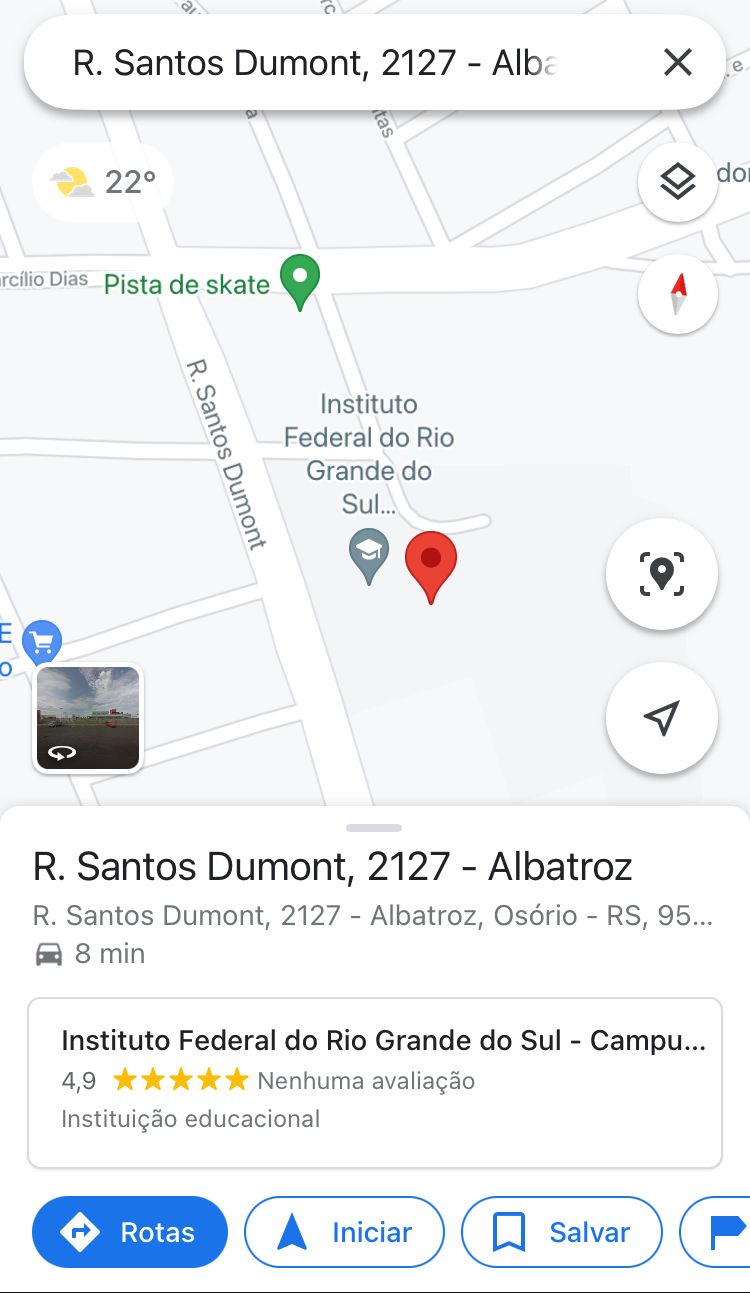 R. Santos Dumont, 2127 - Alba
22°
rcílio Dias
Pista de skate
R. Santos Dumont
Instituto
Federal do Rio
Grande do
Sul...
R. Santos Dumont, 2127 - Albatroz
R. Santos Dumont, 2127 - Albatroz, Osório - RS, 95...
8 min
Instituto Federal do Rio Grande do Sul - Campu...
4,9 Nenhuma avaliação
Instituição educacional
Rotas
Iniciar
Salvar